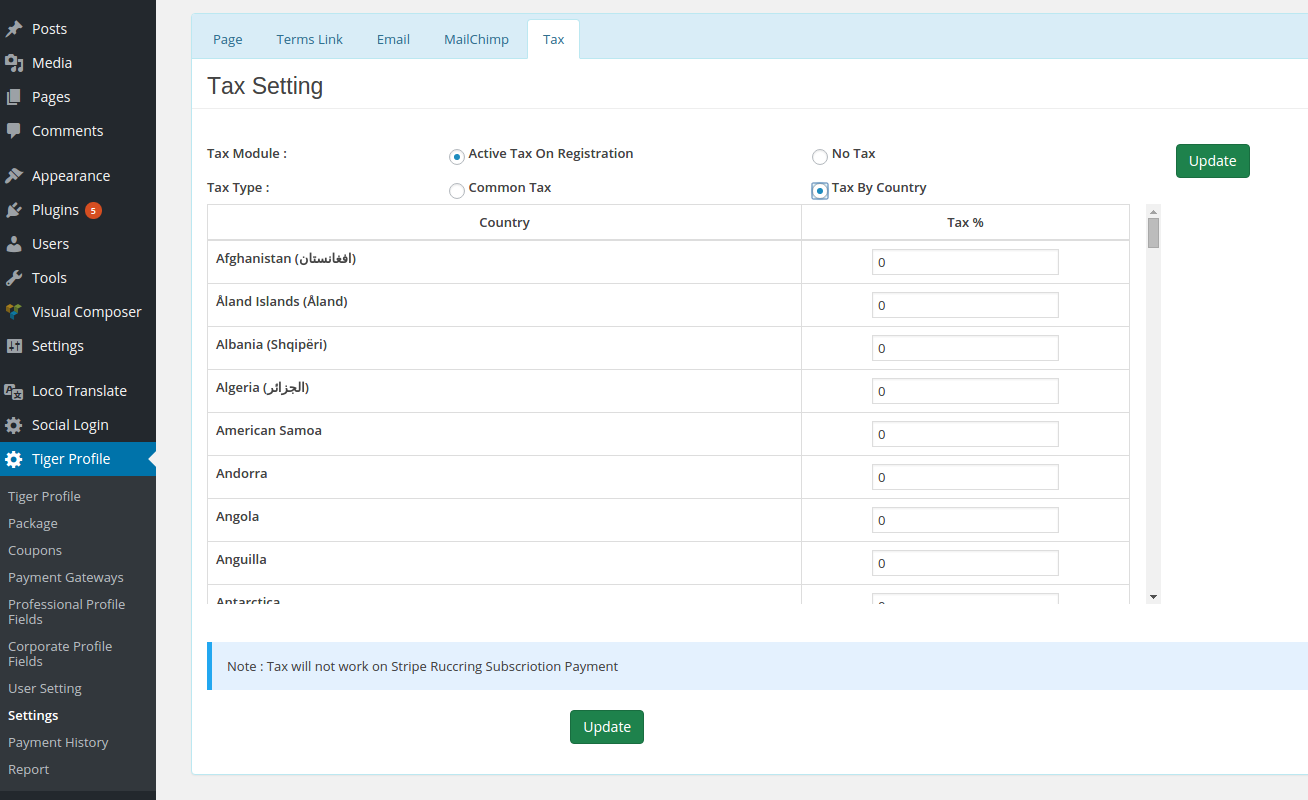 Posts
Media
Pages
Comments
Appearance
Plugins 5
Users
Tools
Visual Composer
Settings
Loco Translate
Social Login
Tiger Profile
Tiger Profile
Package
Coupons
Payment Gateways
Professional Profile
Fields
Corporate Profile
Fields
User Setting
Settings
Payment History
Report
Page Terms Link Email MailChimp Tax
Tax Setting
Tax Module : Active Tax On Registration No Tax Update
Tax Type : Common Tax Tax By Country
Country Tax %
Afghanistan (افغانستان) 0
Åland Islands (Åland) 0
Albania (Shqipëri) 0
Algeria (الجزائر) 0
American Samoa 0
Andorra 0
Angola 0
Anguilla 0
Antarctica 0
Note : Tax will not work on Stripe Ruccring Subscriotion Payment
Update